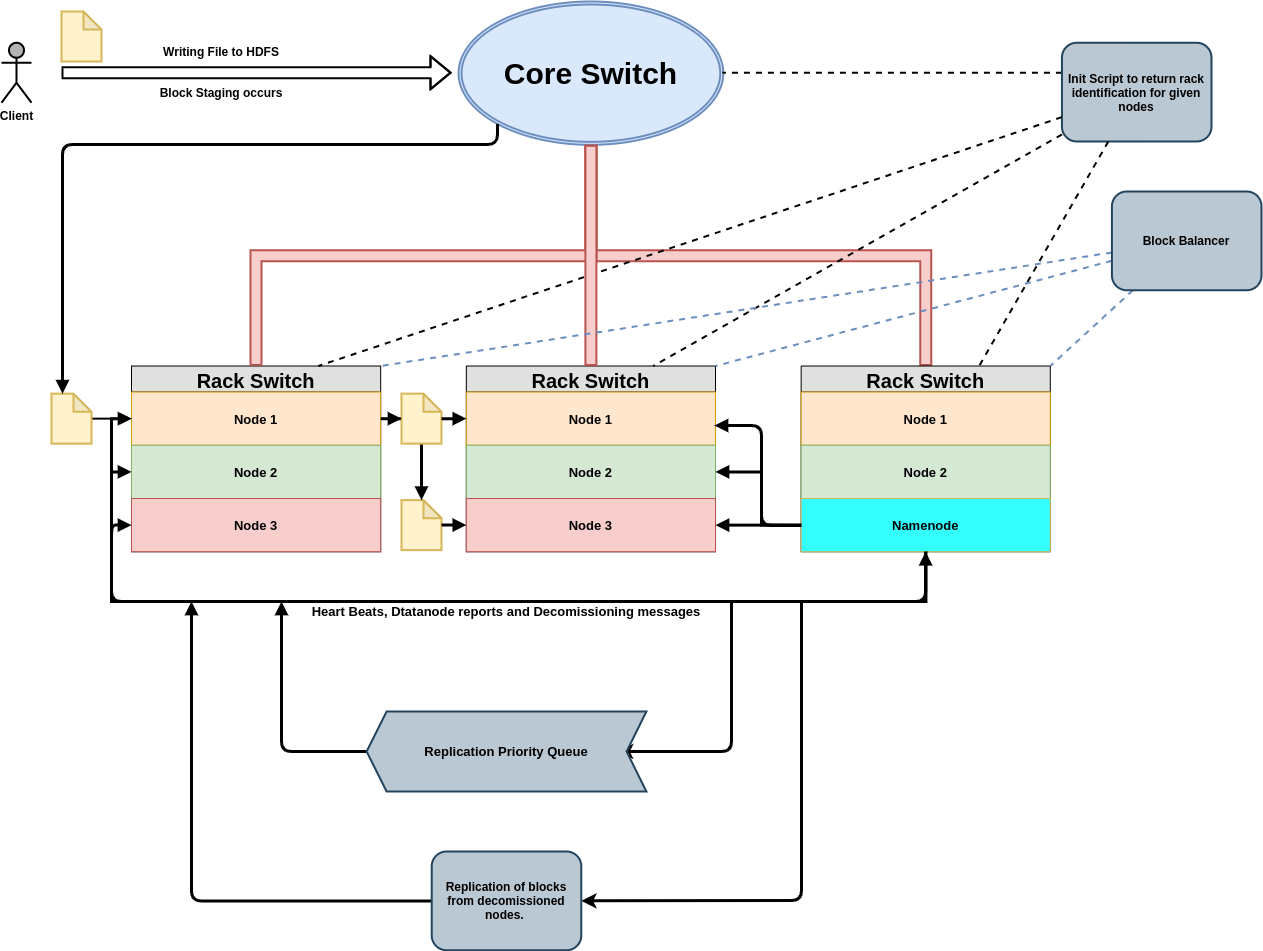 Writing File to HDFS
Block Staging occurs
Client
Core Switch
Init Script to return rack
identification for given
nodes
Block Balancer
Rack Switch
Node 1
Node 2
Node 3
Rack Switch
Node 1
Node 2
Node 3
Rack Switch
Node 1
Node 2
Namenode
Heart Beats, Dtatanode reports and Decomissioning messages
Replication Priority Queue
Replication of blocks
from decomissioned
nodes.